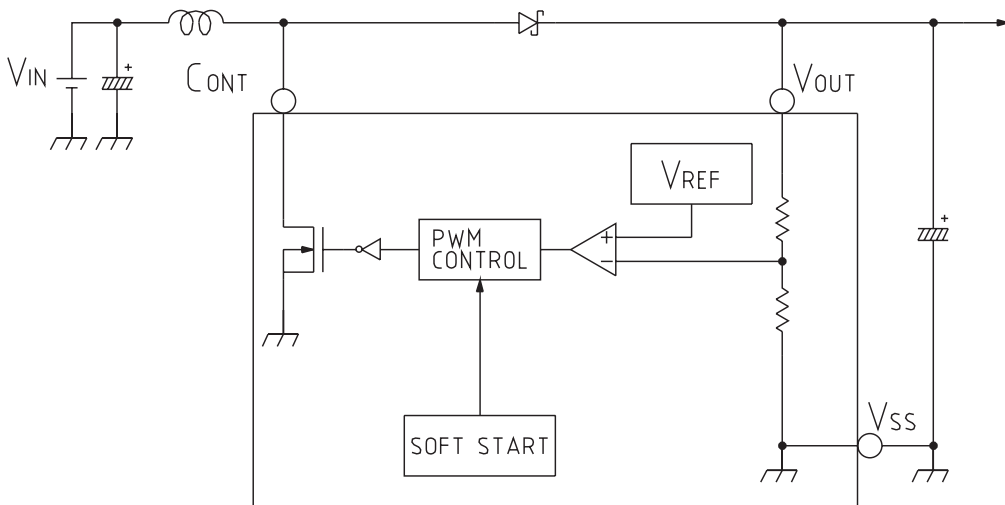 VIN
+
CONT
VOUT
VREF
+
PWM
CONTROL
+
−
SOFT START
VSS